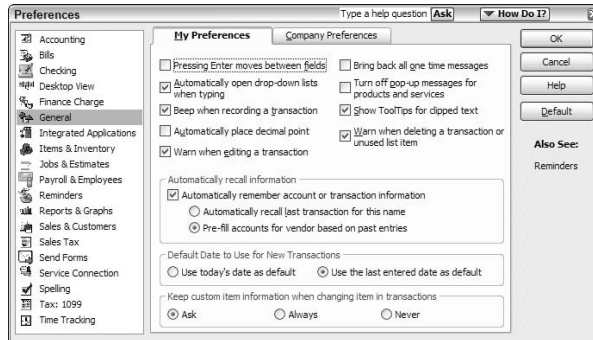 Preferences
Type a help question Ask
How Do I?
Accounting
Bills
Checking
Desktop View
Finance Charge
General
Integrated Applications
Items & Inventory
Jobs & Estimates
Payroll & Employees
Reminders
Reports & Graphs
Sales & Customers
Sales Tax
Send Forms
Service Connection
Spelling
Tax: 1099
Time Tracking
My Preferences
Company Preferences
Pressing Enter moves between fields
Automatically open drop-down lists
when typing
Beep when recording a transaction
Automatically place decimal point
Warn when editing a transaction
Bring back all one time messages
Turn off pop-up messages for
products and services
Show ToolTips for clipped text
Warn when deleting a transaction or
unused list item
Automatically recall information
Automatically remember account or transaction information
Automatically recall last transaction for this name
Pre-fill accounts for vendor based on past entries
Default Date to Use for New Transactions
Use today's date as default
Use the last entered date as default
Keep custom item information when changing item in transactions
Ask
Always
Never
OK
Cancel
Help
Default
Also See:
Reminders